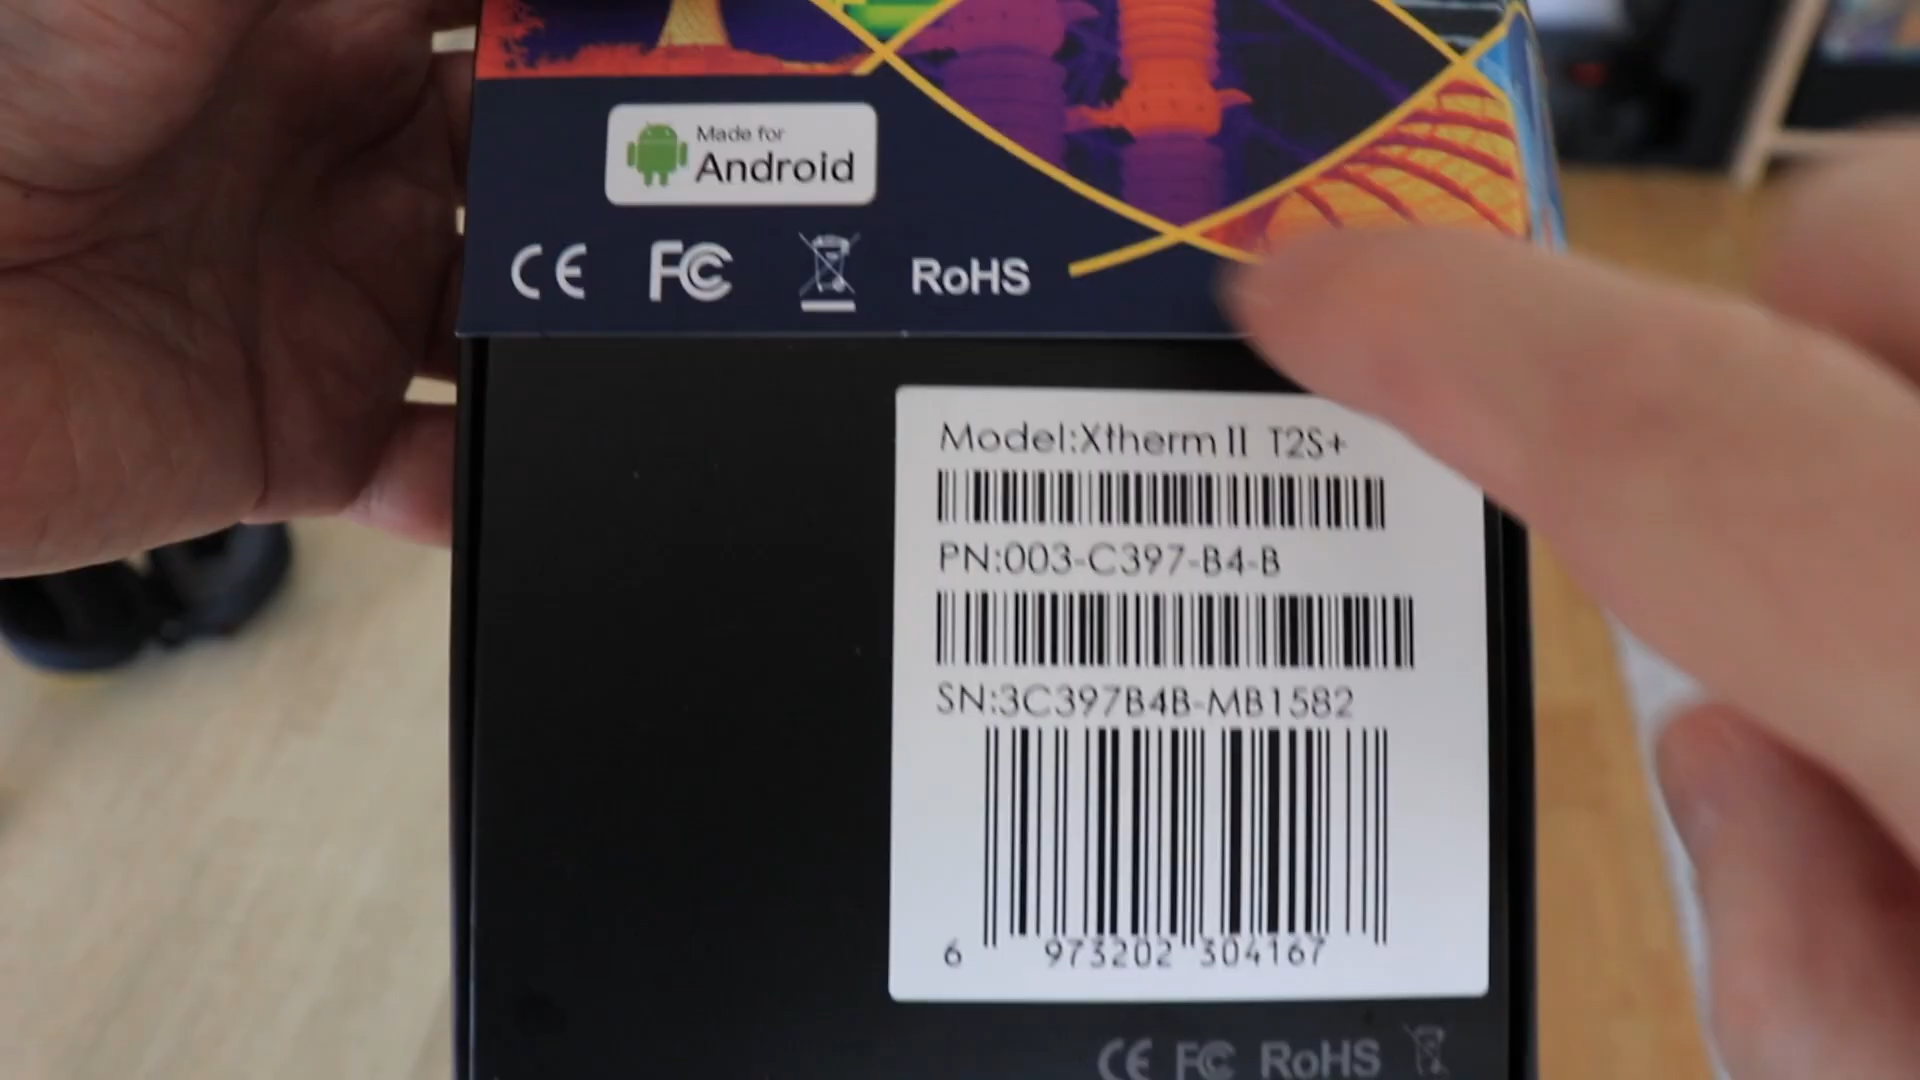 Made for
Android
CE FC RoHS
Model:Xtherm II T2S+
PN:003-C397-B4-B
SN:3C397B4B-MB1582
6 973202 304167
CE FC RoHS